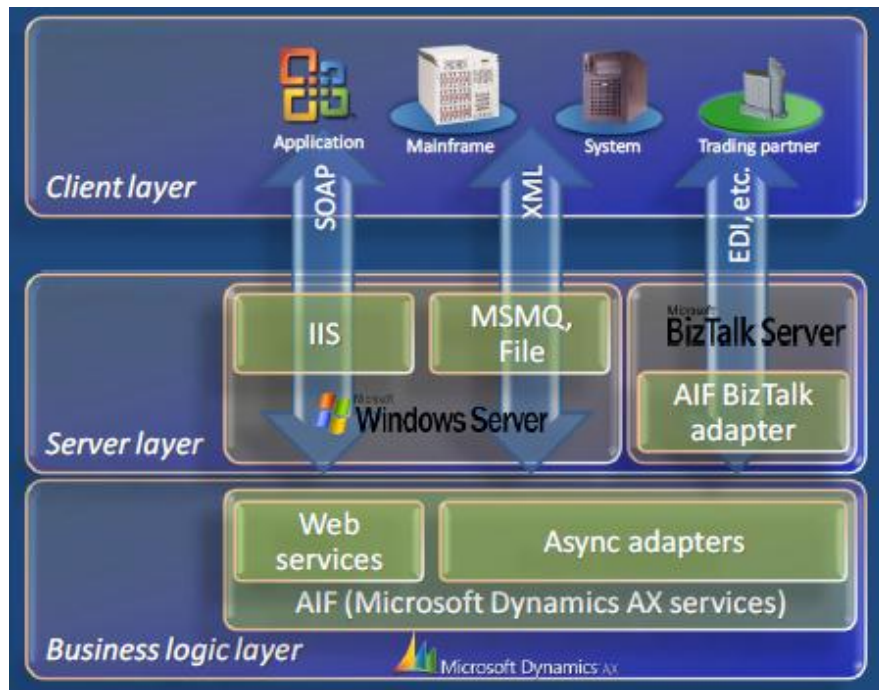 Application
Mainframe
System
Trading partner
Client layer
SOAP
XML
EDI, etc.
IIS
MSMQ,
File
Microsoft
BizTalk Server
AIF BizTalk
adapter
Microsoft
Windows Server
Server layer
Web
services
Async adapters
AIF (Microsoft Dynamics AX services)
Business logic layer
Microsoft Dynamics AX